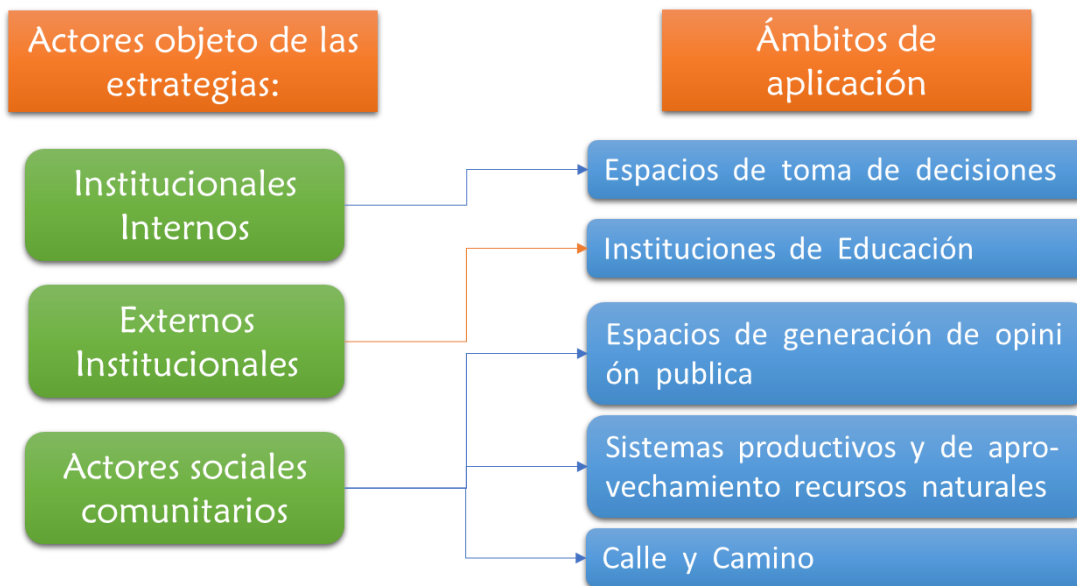 Actores objeto de las
estrategias:
Ámbitos de
aplicación
Institucionales
Internos
Externos
Institucionales
Actores sociales
comunitarios
Espacios de toma de decisiones
Instituciones de Educación
Espacios de generación de opini
ón publica
Sistemas productivos y de apro-
vechamiento recursos naturales
Calle y Camino